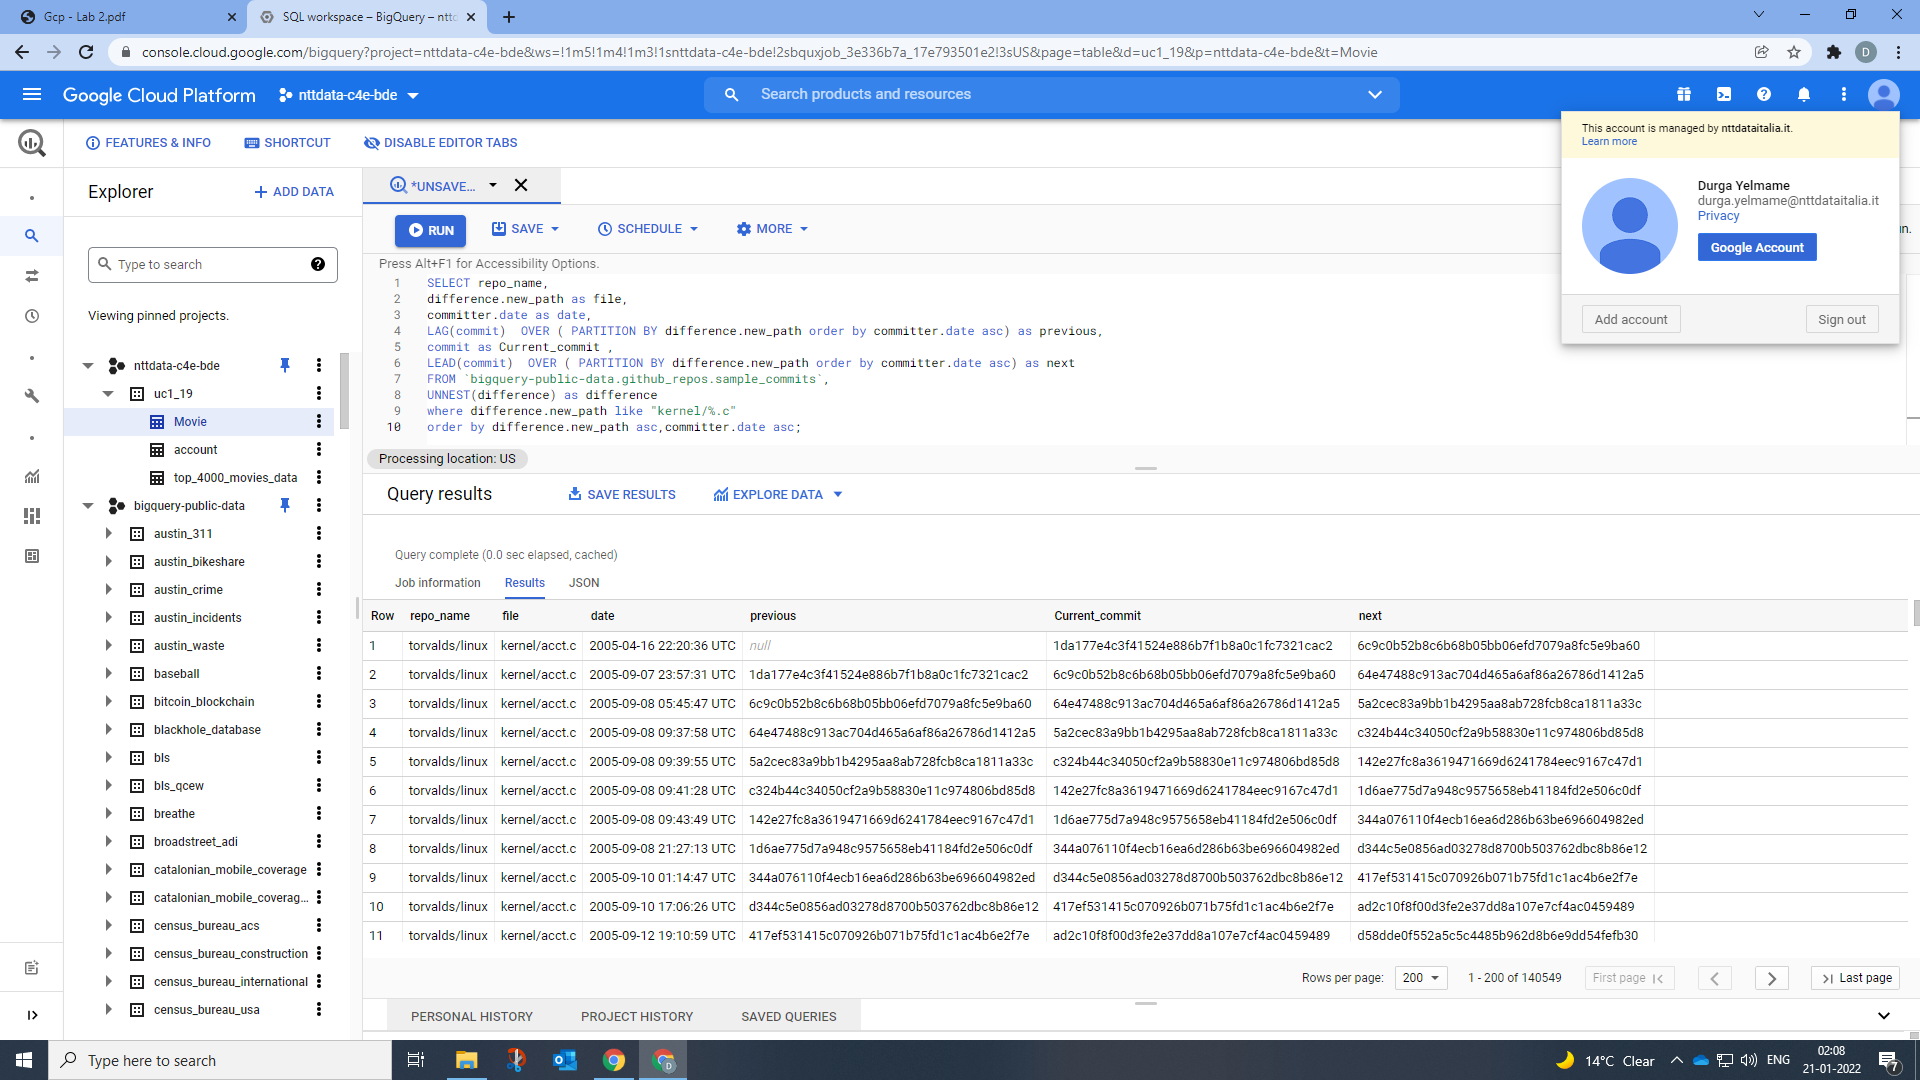 Gcp - Lab 2.pdf
SQL workspace – BigQuery – nttd
console.cloud.google.com/bigquery?project=nttdata-c4e-bde&ws=!1m5!1m4!1m3!1snttdata-c4e-bde!2sbquxjob_3e336b7a_17e793501e2!3sUS&page=table&d=uc1_19&p=nttdata-c4e-bde&t=Movie
D
Google Cloud Platform
nttdata-c4e-bde
Search products and resources
FEATURES & INFO
SHORTCUT
DISABLE EDITOR TABS
This account is managed by nttdataitalia.it.
Learn more
Durga Yelmame
durga.yelmame@nttdataitalia.it
Privacy
Google Account
Add account
Sign out
Explorer
ADD DATA
Type to search
Viewing pinned projects.
nttdata-c4e-bde
uc1_19
Movie
account
top_4000_movies_data
bigquery-public-data
austin_311
austin_bikeshare
austin_crime
austin_incidents
austin_waste
baseball
bitcoin_blockchain
blackhole_database
bls
bls_qcew
breathe
broadstreet_adi
catalonian_mobile_coverage
catalonian_mobile_coverag...
census_bureau_acs
census_bureau_construction
census_bureau_international
census_bureau_usa
*UNSAVE...
RUN
SAVE
SCHEDULE
MORE
n.
Press Alt+F1 for Accessibility Options.
1 SELECT repo_name,
2 difference.new_path as file,
3 committer.date as date,
4 LAG(commit) OVER ( PARTITION BY difference.new_path order by committer.date asc) as previous,
5 commit as Current_commit ,
6 LEAD(commit) OVER ( PARTITION BY difference.new_path order by committer.date asc) as next
7 FROM `bigquery-public-data.github_repos.sample_commits`,
8 UNNEST(difference) as difference
9 where difference.new_path like "kernel/%.c"
10 order by difference.new_path asc,committer.date asc;
Processing location: US
Query results
SAVE RESULTS
EXPLORE DATA
Query complete (0.0 sec elapsed, cached)
Job information Results JSON
Row repo_name file date previous Current_commit next
1 torvalds/linux kernel/acct.c 2005-04-16 22:20:36 UTC null 1da177e4c3f41524e886b7f1b8a0c1fc7321cac2 6c9c0b52b8c6b68b05bb06efd7079a8fc5e9ba60
2 torvalds/linux kernel/acct.c 2005-09-07 23:57:31 UTC 1da177e4c3f41524e886b7f1b8a0c1fc7321cac2 6c9c0b52b8c6b68b05bb06efd7079a8fc5e9ba60 64e47488c913ac704d465a6af86a26786d1412a5
3 torvalds/linux kernel/acct.c 2005-09-08 05:45:47 UTC 6c9c0b52b8c6b68b05bb06efd7079a8fc5e9ba60 64e47488c913ac704d465a6af86a26786d1412a5 5a2cec83a9bb1b4295aa8ab728fcb8ca1811a33c
4 torvalds/linux kernel/acct.c 2005-09-08 09:37:58 UTC 64e47488c913ac704d465a6af86a26786d1412a5 5a2cec83a9bb1b4295aa8ab728fcb8ca1811a33c c324b44c34050cf2a9b58830e11c974806bd85d8
5 torvalds/linux kernel/acct.c 2005-09-08 09:39:55 UTC 5a2cec83a9bb1b4295aa8ab728fcb8ca1811a33c c324b44c34050cf2a9b58830e11c974806bd85d8 142e27fc8a3619471669d6241784eec9167c47d1
6 torvalds/linux kernel/acct.c 2005-09-08 09:41:28 UTC c324b44c34050cf2a9b58830e11c974806bd85d8 142e27fc8a3619471669d6241784eec9167c47d1 1d6ae775d7a948c9575658eb41184fd2e506c0df
7 torvalds/linux kernel/acct.c 2005-09-08 09:43:49 UTC 142e27fc8a3619471669d6241784eec9167c47d1 1d6ae775d7a948c9575658eb41184fd2e506c0df 344a076110f4ecb16ea6d286b63be696604982ed
8 torvalds/linux kernel/acct.c 2005-09-08 21:27:13 UTC 1d6ae775d7a948c9575658eb41184fd2e506c0df 344a076110f4ecb16ea6d286b63be696604982ed d344c5e0856ad03278d8700b503762dbc8b86e12
9 torvalds/linux kernel/acct.c 2005-09-10 01:14:47 UTC 344a076110f4ecb16ea6d286b63be696604982ed d344c5e0856ad03278d8700b503762dbc8b86e12 417ef531415c070926b071b75fd1c1ac4b6e2f7e
10 torvalds/linux kernel/acct.c 2005-09-10 17:06:26 UTC d344c5e0856ad03278d8700b503762dbc8b86e12 417ef531415c070926b071b75fd1c1ac4b6e2f7e ad2c10f8f00d3fe2e37dd8a107e7cf4ac0459489
11 torvalds/linux kernel/acct.c 2005-09-12 19:10:59 UTC 417ef531415c070926b071b75fd1c1ac4b6e2f7e ad2c10f8f00d3fe2e37dd8a107e7cf4ac0459489 d58dde0f552a5c5c4485b962d8b6e9dd54fefb30
Rows per page: 200 1 - 200 of 140549 First page Last page
PERSONAL HISTORY PROJECT HISTORY SAVED QUERIES
Type here to search
D
14°C Clear
ENG
02:08
21-01-2022
7